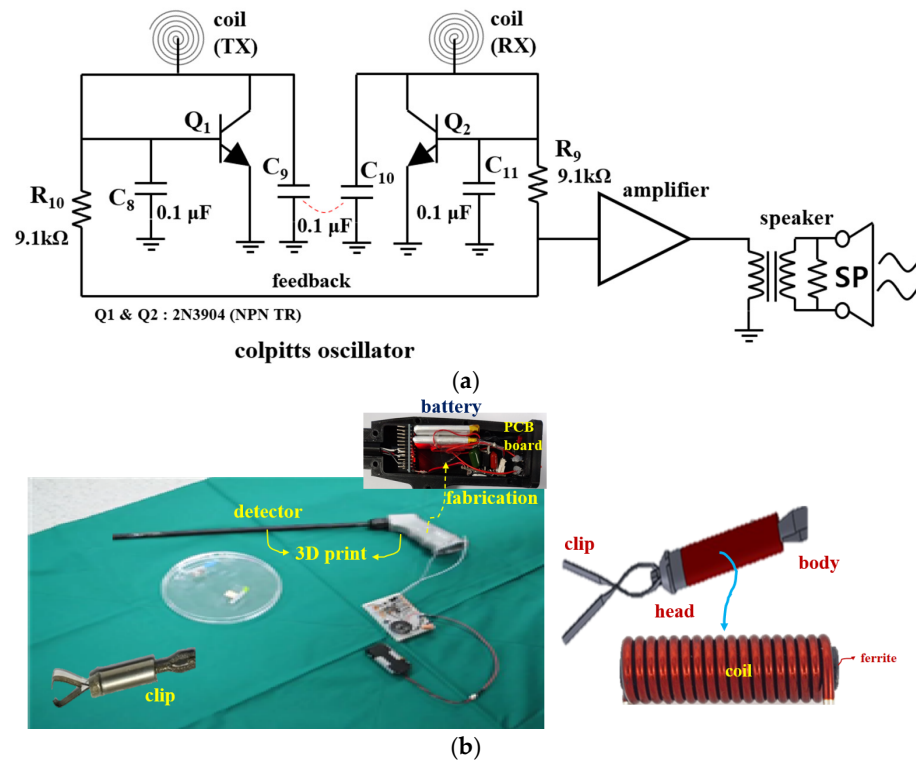 coil
(TX)
coil
(RX)
Q1
Q2
C9
C10
C8
C11
R10
R9
9.1kΩ
9.1kΩ
0.1 µF
0.1 µF
0.1 µF
amplifier
speaker
SP
feedback
Q1 & Q2 : 2N3904 (NPN TR)
colpitts oscillator
(a)
battery
PCB
board
fabrication
detector
3D print
clip
clip
head
body
coil
ferrite
(b)